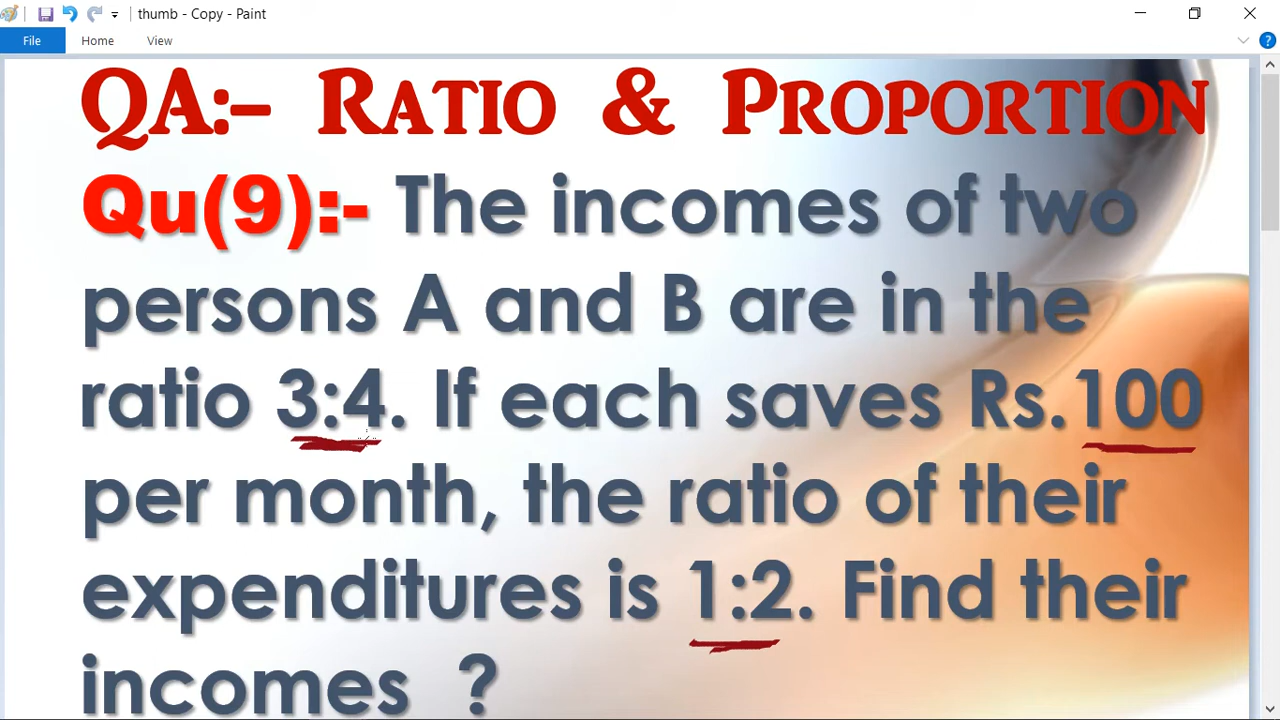 thumb - Copy - Paint
File Home View
QA:– Ratio & Proportion
Qu(9):- The incomes of two
persons A and B are in the
ratio 3:4. If each saves Rs.100
per month, the ratio of their
expenditures is 1:2. Find their
incomes ?